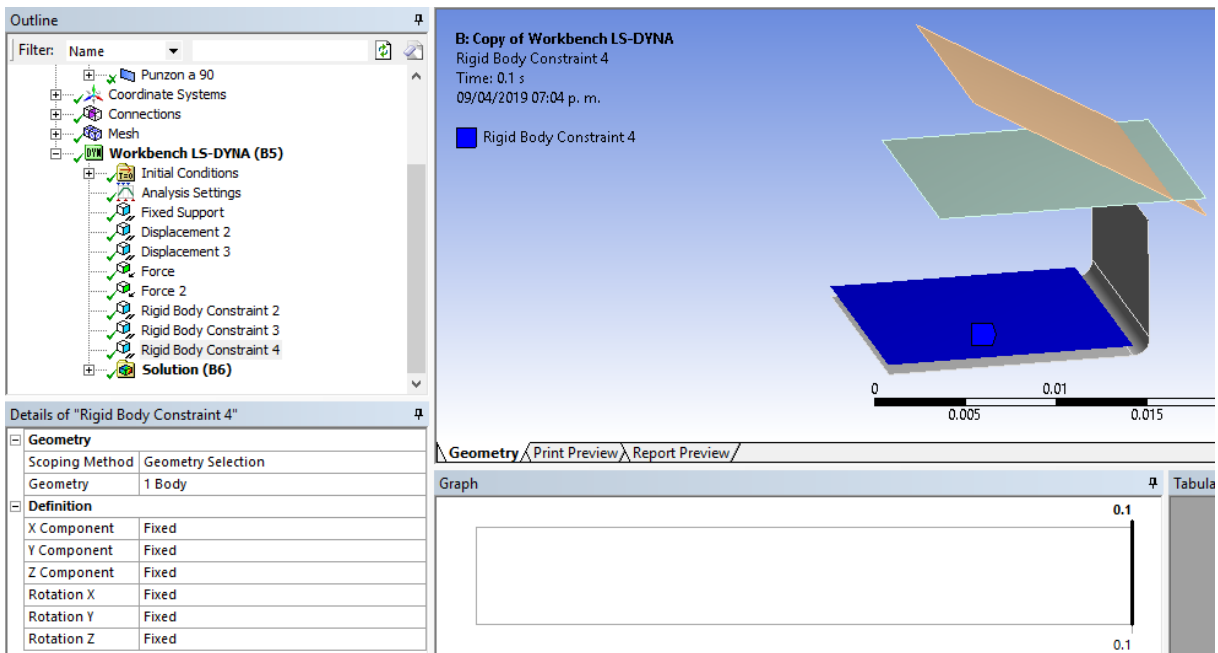 Outline
Filter: Name
Punzon a 90
Coordinate Systems
Connections
Mesh
Workbench LS-DYNA (B5)
Initial Conditions
Analysis Settings
Fixed Support
Displacement 2
Displacement 3
Force
Force 2
Rigid Body Constraint 2
Rigid Body Constraint 3
Rigid Body Constraint 4
Solution (B6)
Details of "Rigid Body Constraint 4"
Geometry
Scoping Method Geometry Selection
Geometry 1 Body
Definition
X Component Fixed
Y Component Fixed
Z Component Fixed
Rotation X Fixed
Rotation Y Fixed
Rotation Z Fixed
B: Copy of Workbench LS-DYNA
Rigid Body Constraint 4
Time: 0.1 s
09/04/2019 07:04 p. m.
Rigid Body Constraint 4
0 0.01
0.005 0.015
Geometry Print Preview Report Preview
Graph
0.1
0.1
Tabula